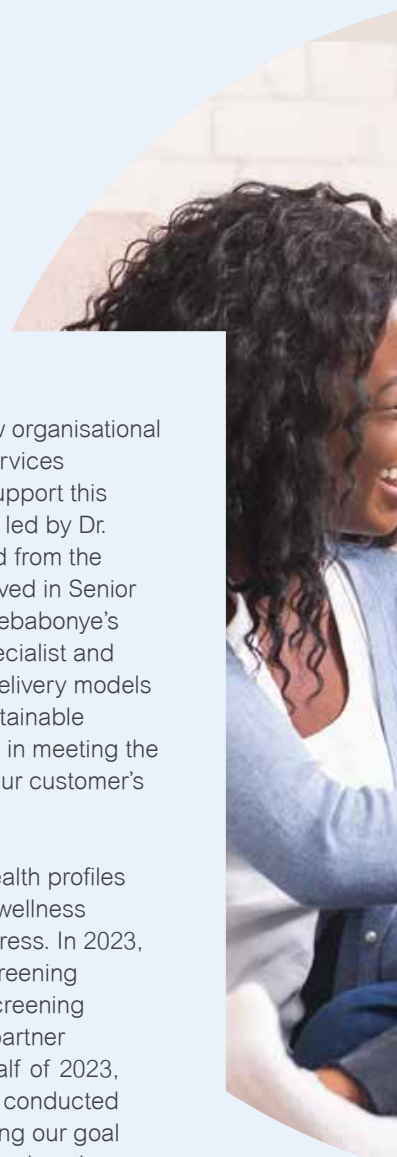 organisational
rvices
upport this
led by Dr.
d from the
ved in Senior
ebabonye's
ecialist and
elivery models
tainable
in meeting the
ur customer's
ealth profiles
wellness
ress. In 2023,
reening
creening
partner
alf of 2023,
conducted
ng our goal